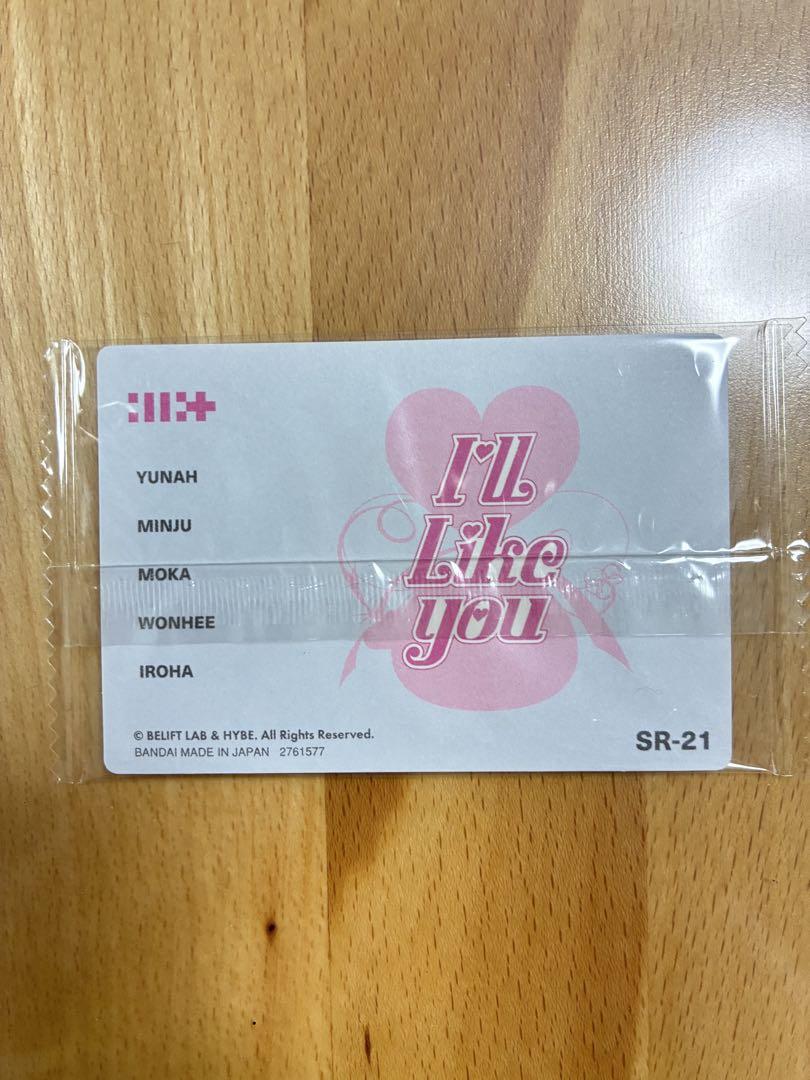 YUNAH
MINJU
MOKA
WONHEE
IROHA
I'll
Like
you
© BELIFT LAB & HYBE. All Rights Reserved.
BANDAI MADE IN JAPAN 2761577
SR-21